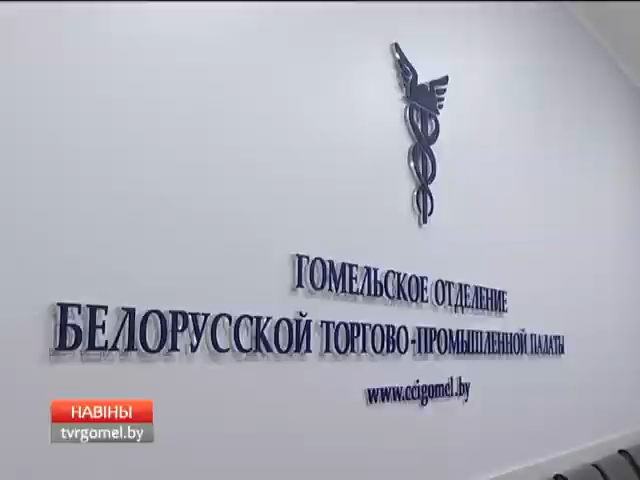 ГОМЕЛЬСКОЕ ОТДЕЛЕНИЕ
БЕЛОРУССКОЙ ТОРГОВО-ПРОМЫШЛЕННОЙ ПАЛАТЫ
www.ccigomel.by
НАВІНЫ
tvrgomel.by